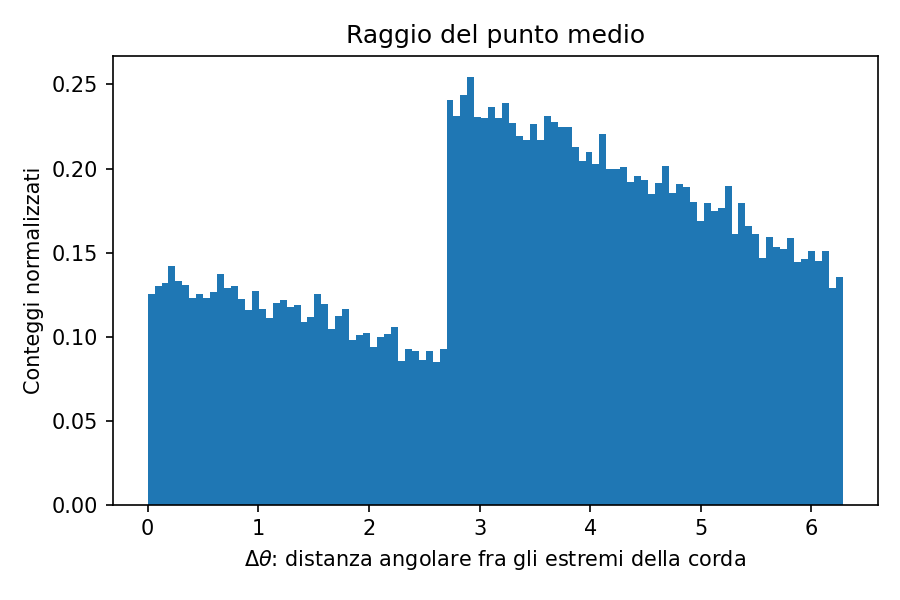 Raggio del punto medio
Conteggi normalizzati
0.25
0.20
0.15
0.10
0.05
0.00
0 1 2 3 4 5 6
Δθ: distanza angolare fra gli estremi della corda